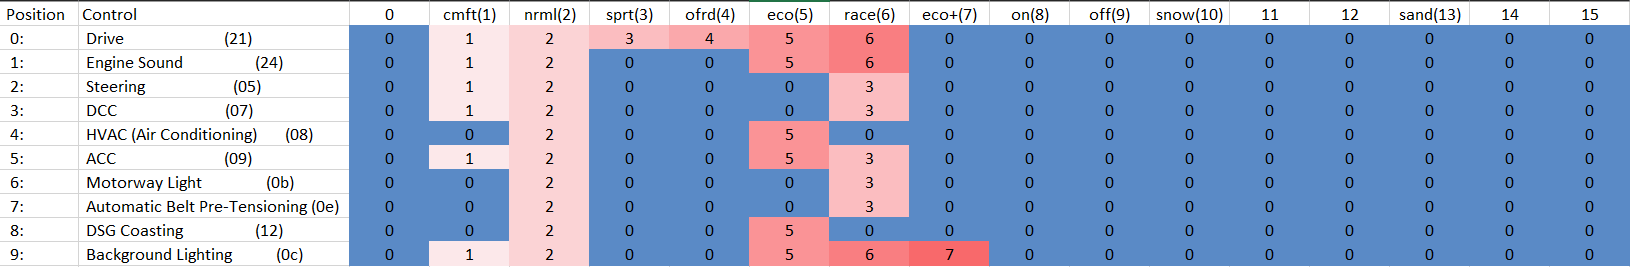 Position Control 0 cmft(1) nrml(2) sprt(3) ofrd(4) eco(5) race(6) eco+(7) on(8) off(9) snow(10) 11 12 sand(13) 14 15
0: Drive (21) 0 1 2 3 4 5 6 0 0 0 0 0 0 0 0 0
1: Engine Sound (24) 0 1 2 0 0 5 6 0 0 0 0 0 0 0 0 0
2: Steering (05) 0 1 2 0 0 0 3 0 0 0 0 0 0 0 0 0
3: DCC (07) 0 1 2 0 0 0 3 0 0 0 0 0 0 0 0 0
4: HVAC (Air Conditioning) (08) 0 0 2 0 0 5 0 0 0 0 0 0 0 0 0 0
5: ACC (09) 0 1 2 0 0 5 3 0 0 0 0 0 0 0 0 0
6: Motorway Light (0b) 0 0 2 0 0 0 3 0 0 0 0 0 0 0 0 0
7: Automatic Belt Pre-Tensioning (0e) 0 0 2 0 0 0 3 0 0 0 0 0 0 0 0 0
8: DSG Coasting (12) 0 0 2 0 0 5 0 0 0 0 0 0 0 0 0 0
9: Background Lighting (0c) 0 1 2 0 0 5 6 7 0 0 0 0 0 0 0 0